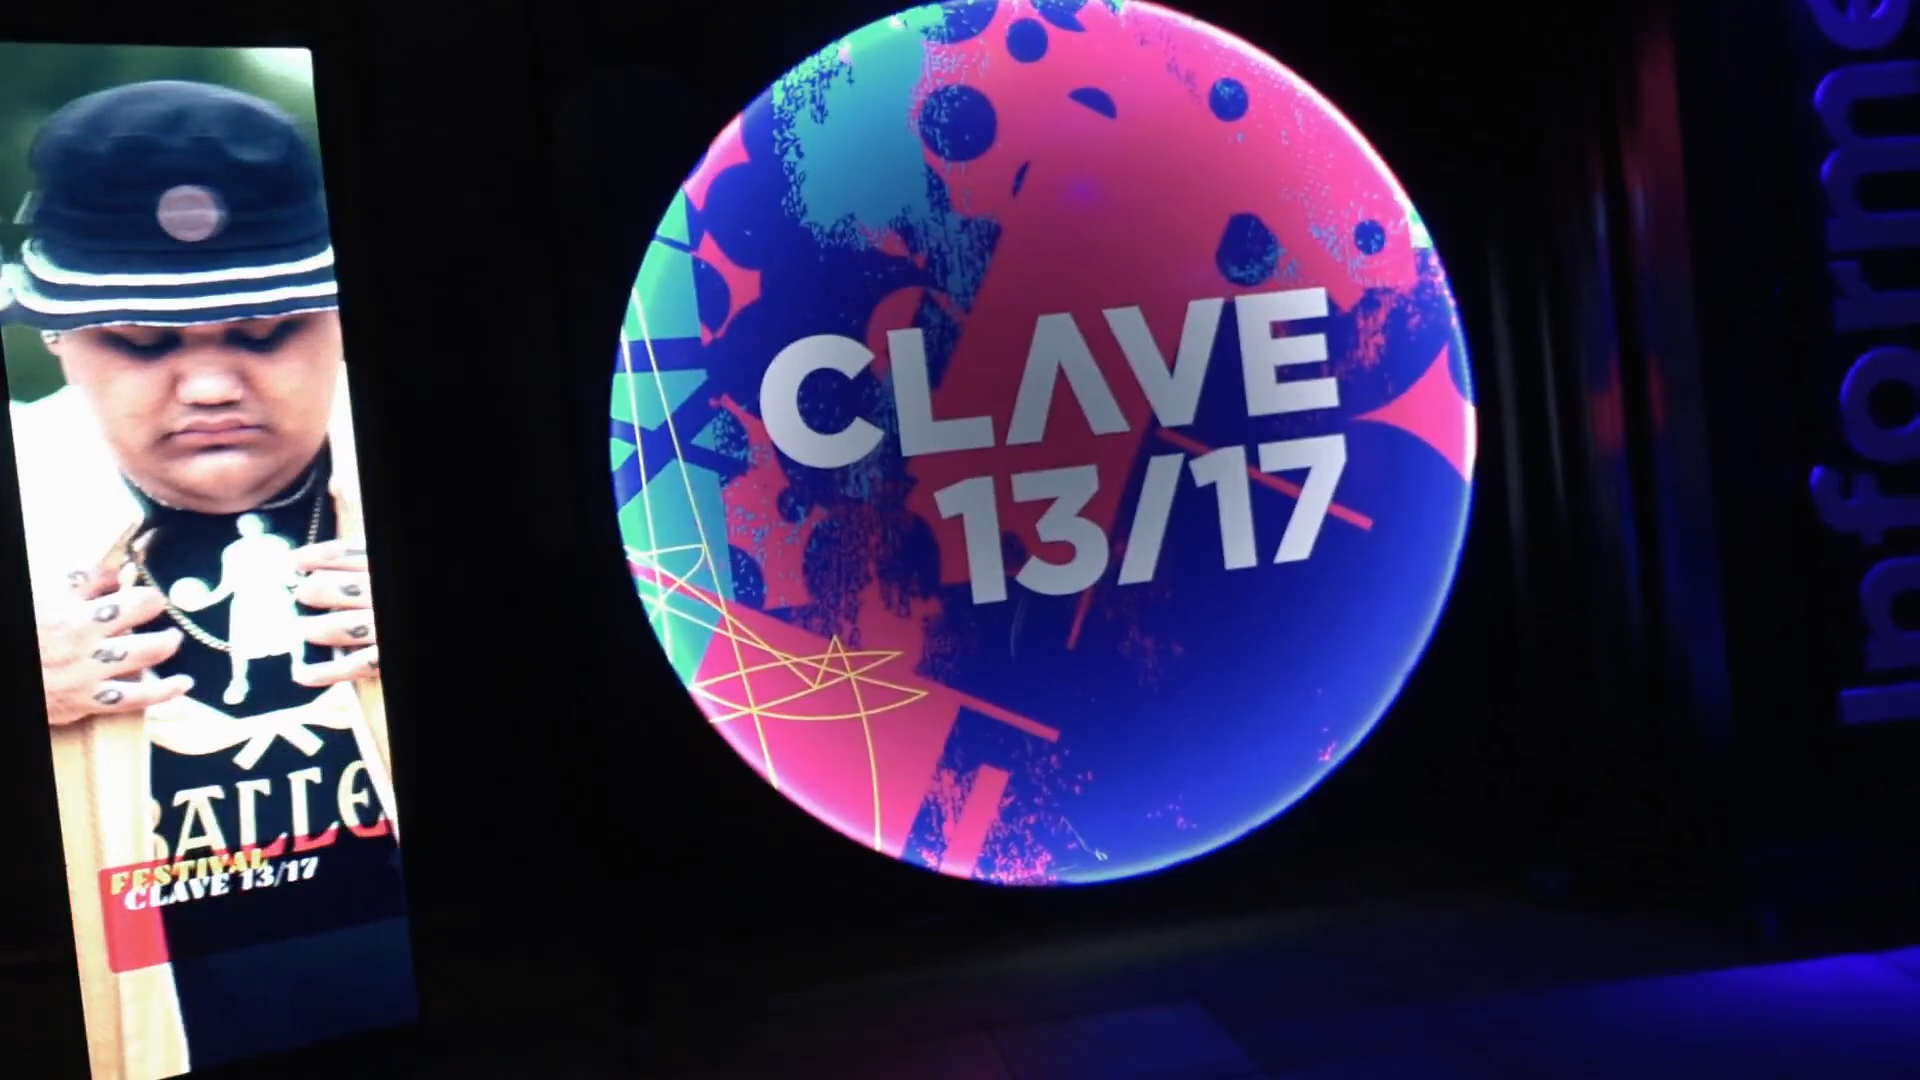 CLAVE
13/17
BALLE
FESTIVAL
CLAVE 13/17
Informe